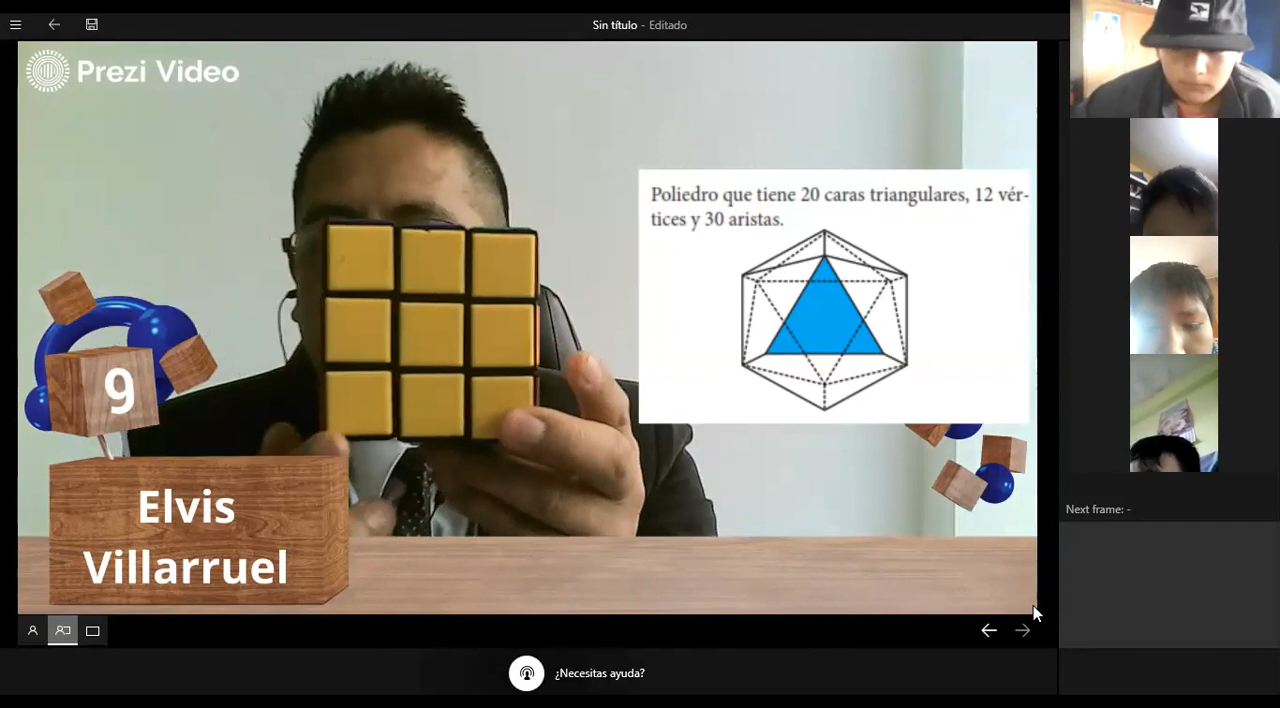 Sin título - Editado
Prezi Video
Poliedro que tiene 20 caras triangulares, 12 vér-
tices y 30 aristas.
9
Elvis
Villarruel
Next frame: -
¿Necesitas ayuda?